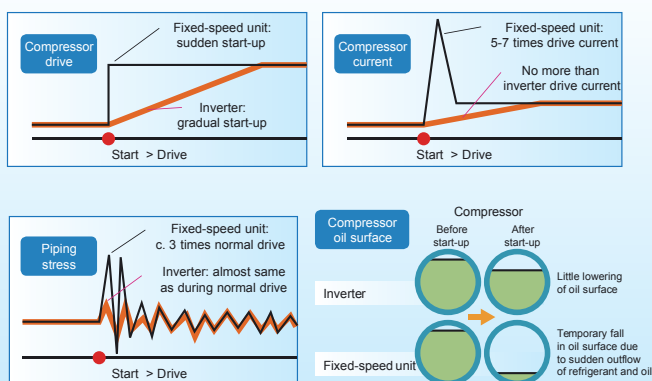 Compressor
drive
Fixed-speed unit:
sudden start-up
Inverter:
gradual start-up
Start > Drive
Compressor
current
Fixed-speed unit:
5-7 times drive current
No more than
inverter drive current
Start > Drive
Piping
stress
Fixed-speed unit:
c. 3 times normal drive
Inverter: almost same
as during normal drive
Start > Drive
Compressor
oil surface
Compressor
Before
start-up
After
start-up
Inverter
Little lowering
of oil surface
Fixed-speed unit
Temporary fall
in oil surface due
to sudden outflow
of refrigerant and oil